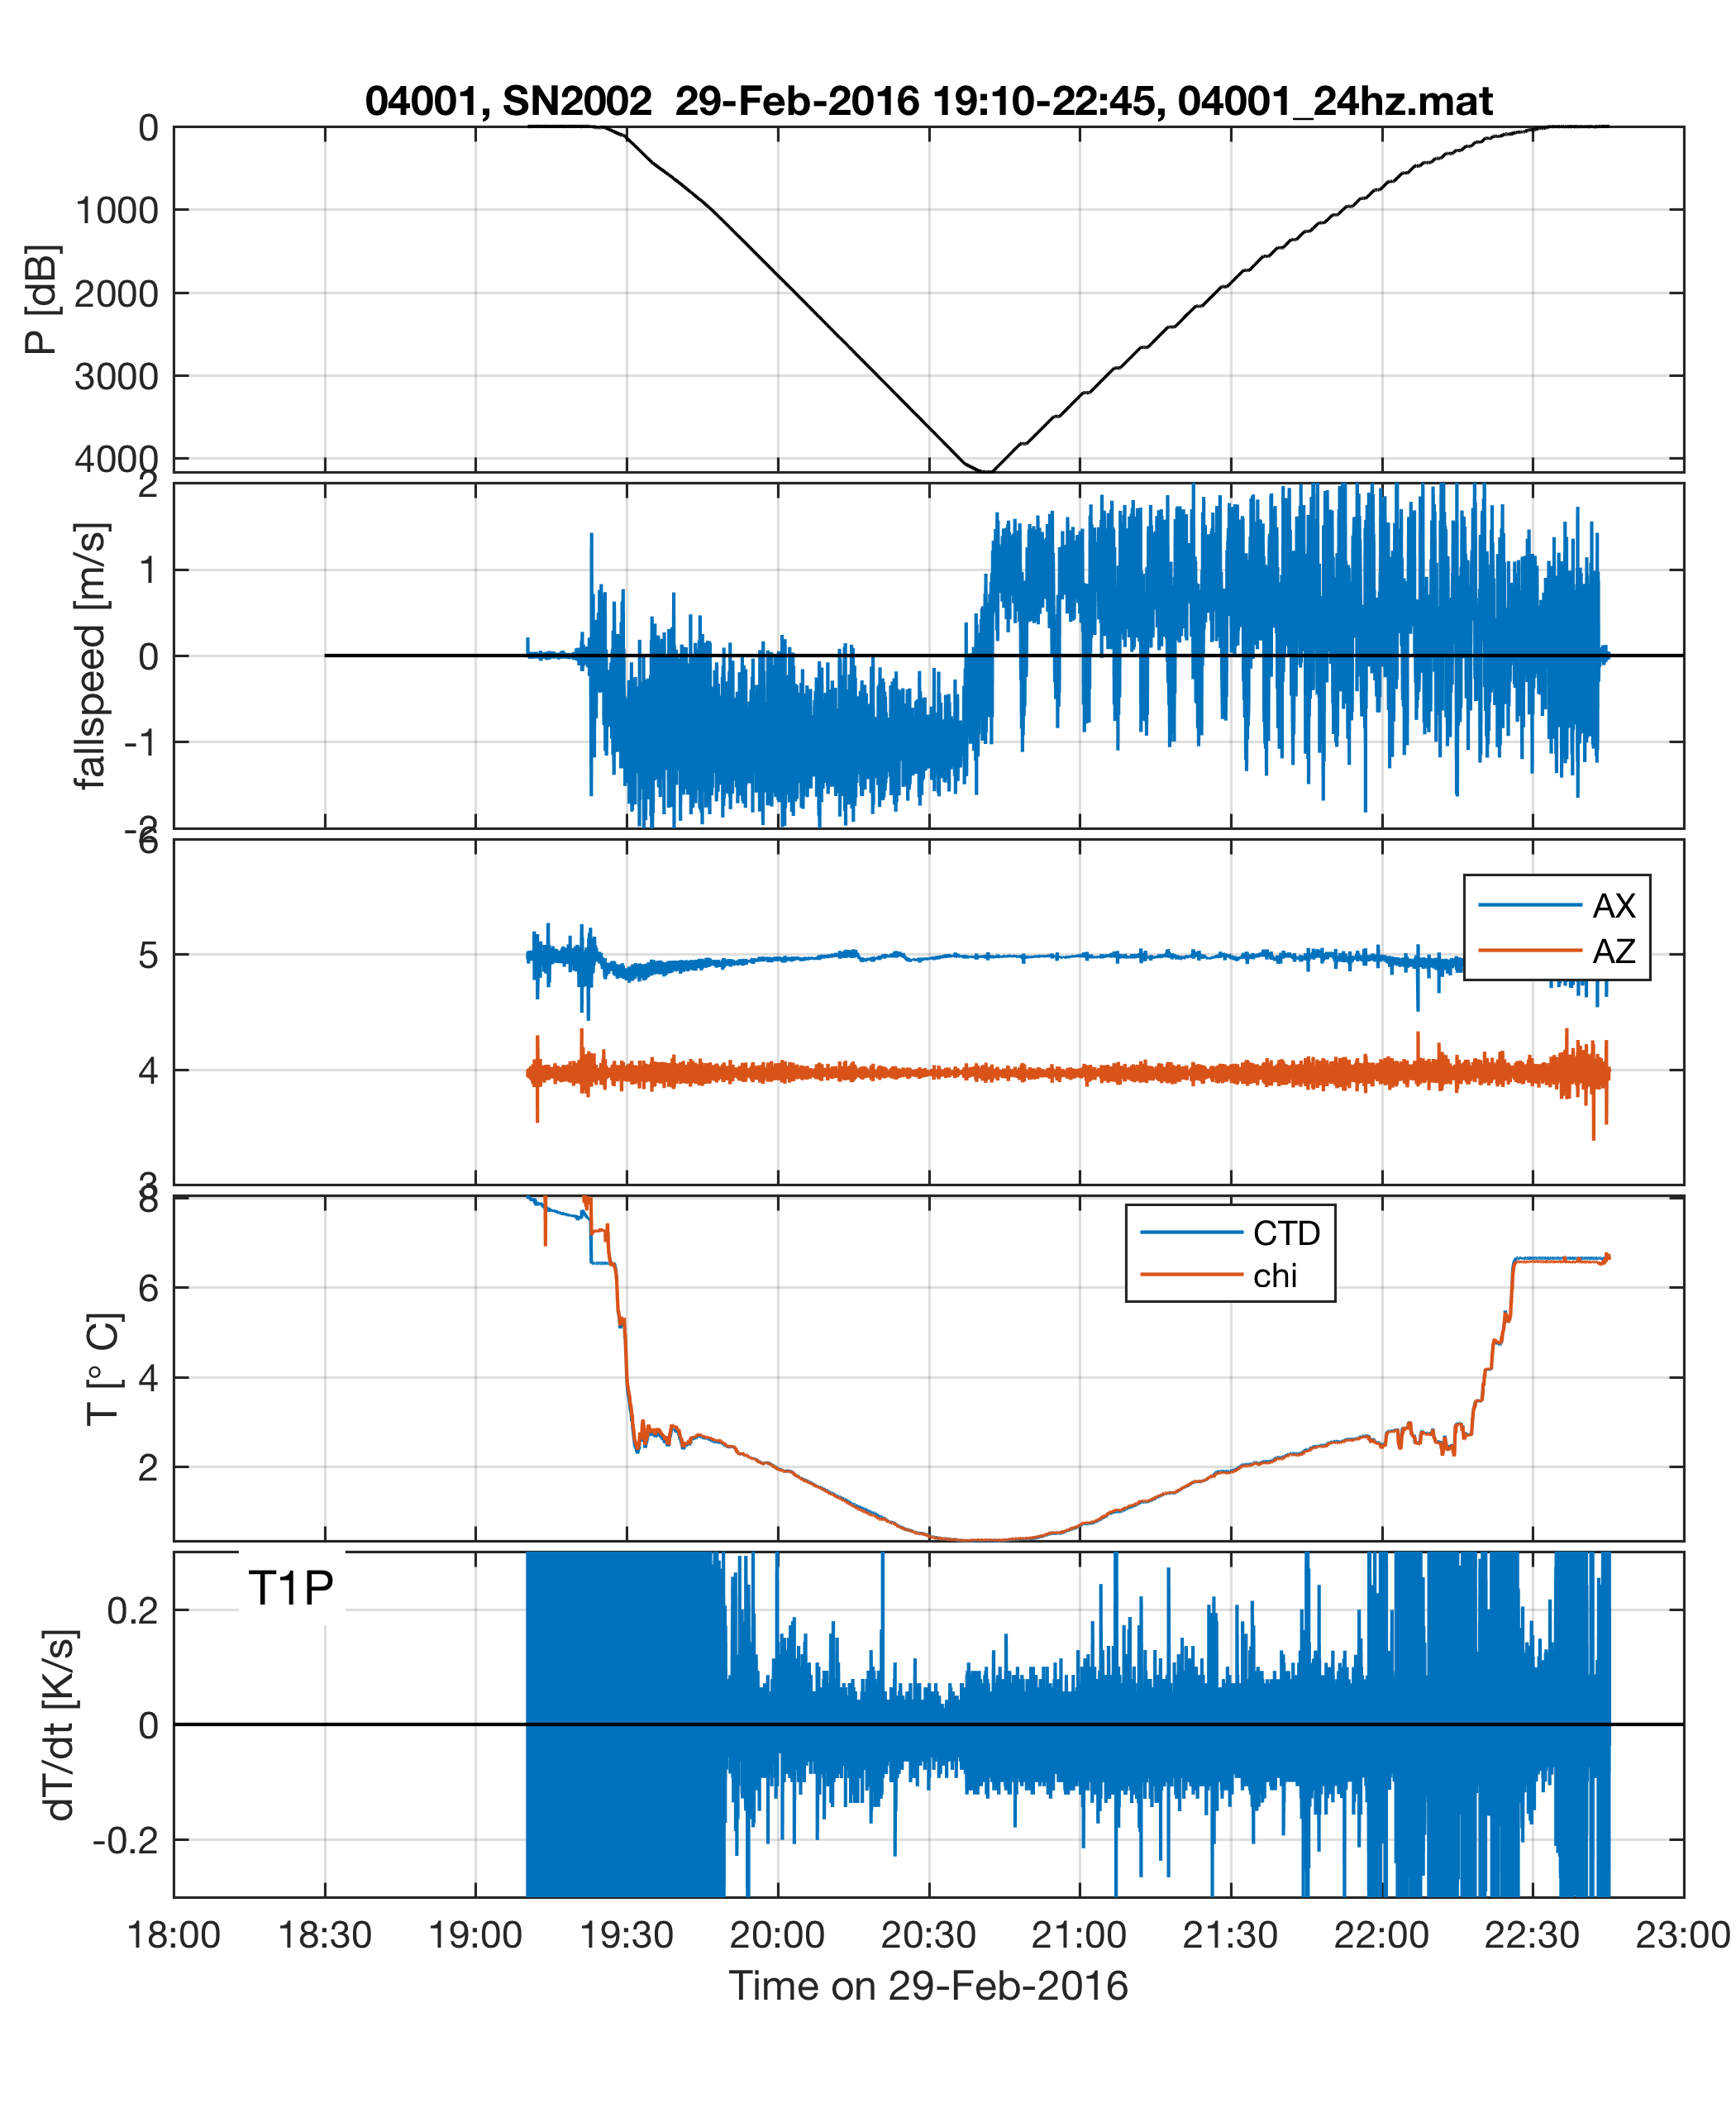 04001, SN2002  29-Feb-2016 19:10-22:45, 04001_24hz.mat
0
1000
2000
3000
4000
P [dB]
2
1
0
-1
-2
fallspeed [m/s]
6
5
4
3
AX
AZ
8
6
4
2
T [° C]
CTD
chi
T1P
0.2
0
-0.2
dT/dt [K/s]
18:00 18:30 19:00 19:30 20:00 20:30 21:00 21:30 22:00 22:30 23:00
Time on 29-Feb-2016